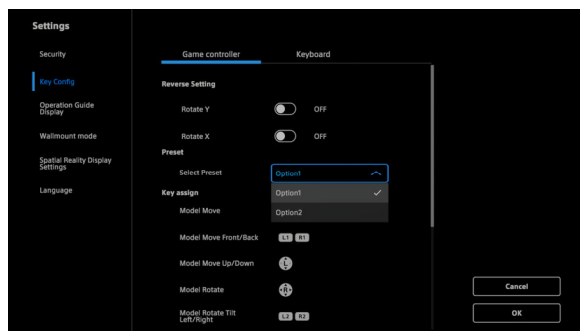 Settings
Security
Key Config
Operation Guide
Display
Wallmount mode
Spatial Reality Display
Settings
Language
Game controller
Keyboard
Reverse Setting
Rotate Y
OFF
Rotate X
OFF
Preset
Select Preset
Option1
Option1
Option2
Key assign
Model Move
Model Move Front/Back
L1 R1
Model Move Up/Down
L
Model Rotate
R
Model Rotate Tilt
Left/Right
L2 R2
Cancel
OK